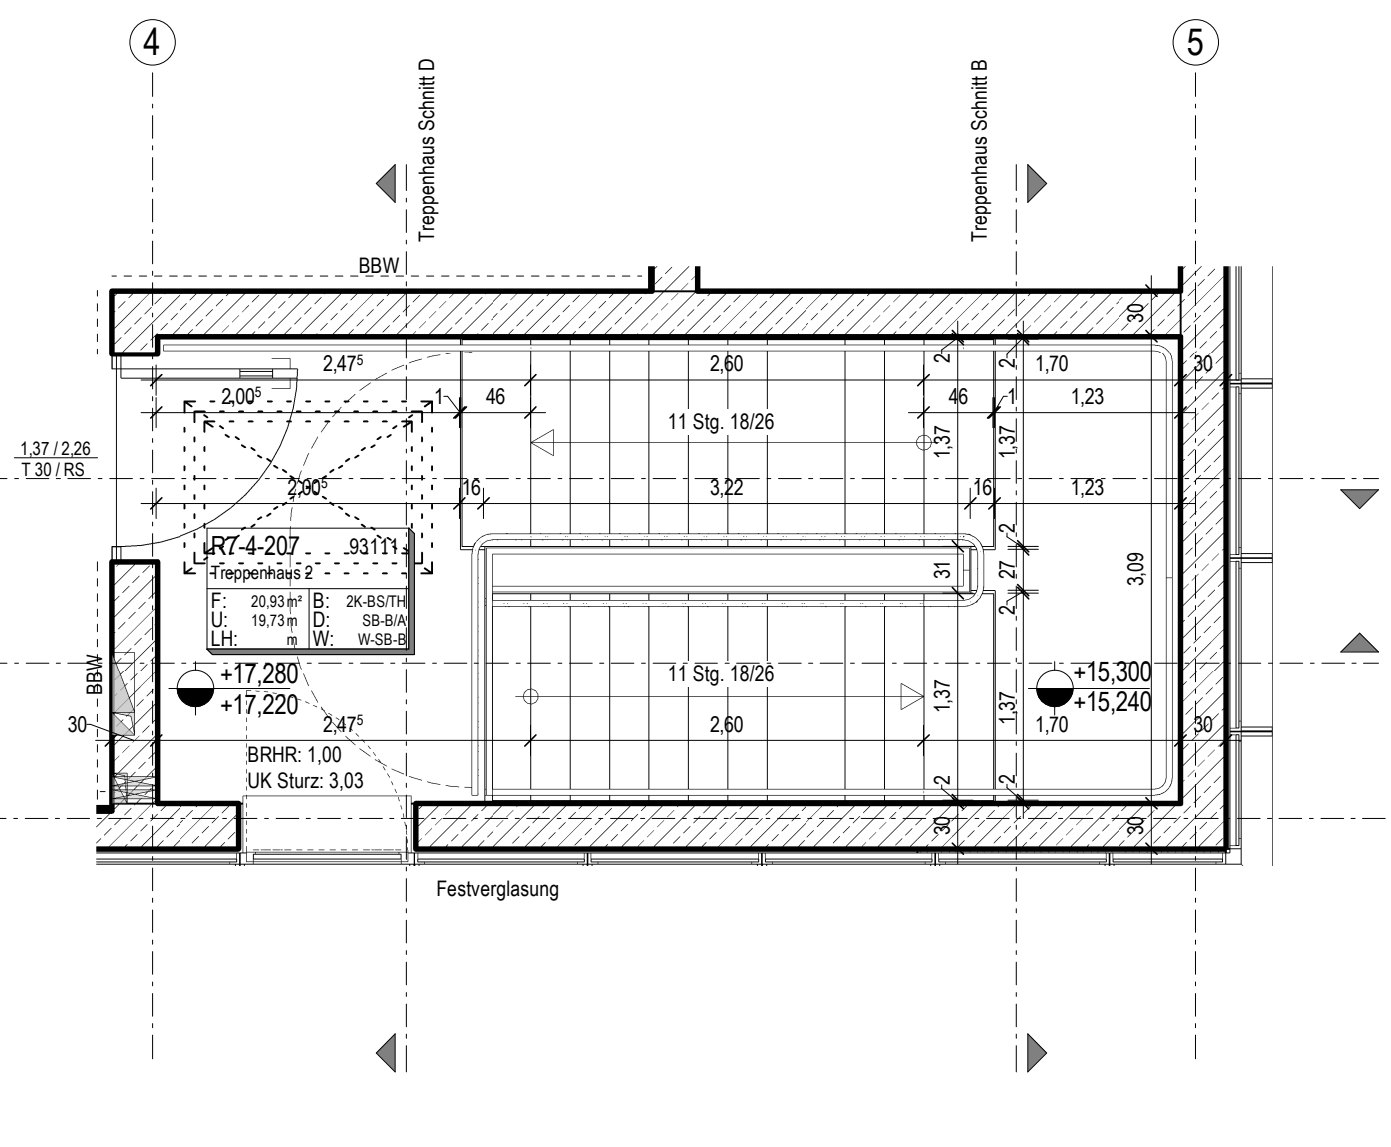 4
5
Treppenhaus Schnitt D
Treppenhaus Schnitt B
BBW
30
2,47⁵
2,60
2
2
1,70
30
2,00⁵
1
46
46
1
1,23
11 Stg. 18/26
1,37
1,37
1,37 / 2,26
T 30 / RS
2,00⁵
16
3,22
16
1,23
2
R7-4-207 93111
Treppenhaus 2
31
27
3,09
F: 20,93 m² B: 2K-BS/TH
U: 19,73 m D: SB-B/A
LH: m W: W-SB-B
2
BBW
+17,280
+17,220
11 Stg. 18/26
1,37
1,37
+15,300
+15,240
30
2,47⁵
2,60
1,70
30
BRHR: 1,00
UK Sturz: 3,03
2
2
30
30
Festverglasung